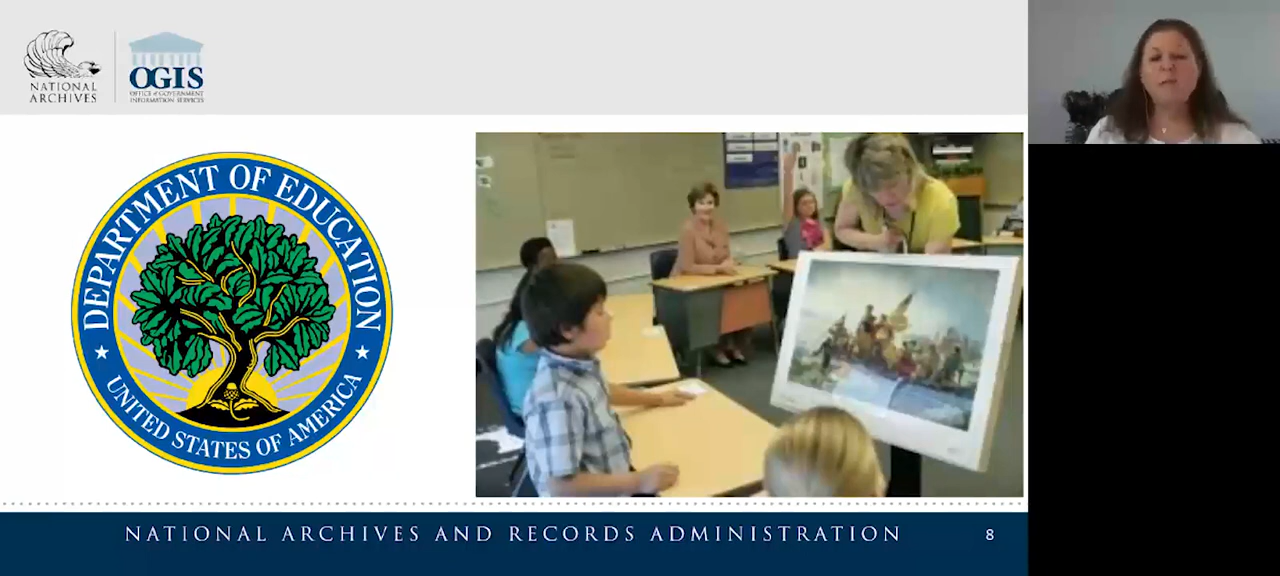 NATIONAL
ARCHIVES
OGIS
OFFICE of GOVERNMENT
INFORMATION SERVICES
DEPARTMENT OF EDUCATION
UNITED STATES OF AMERICA
NATIONAL ARCHIVES AND RECORDS ADMINISTRATION
8